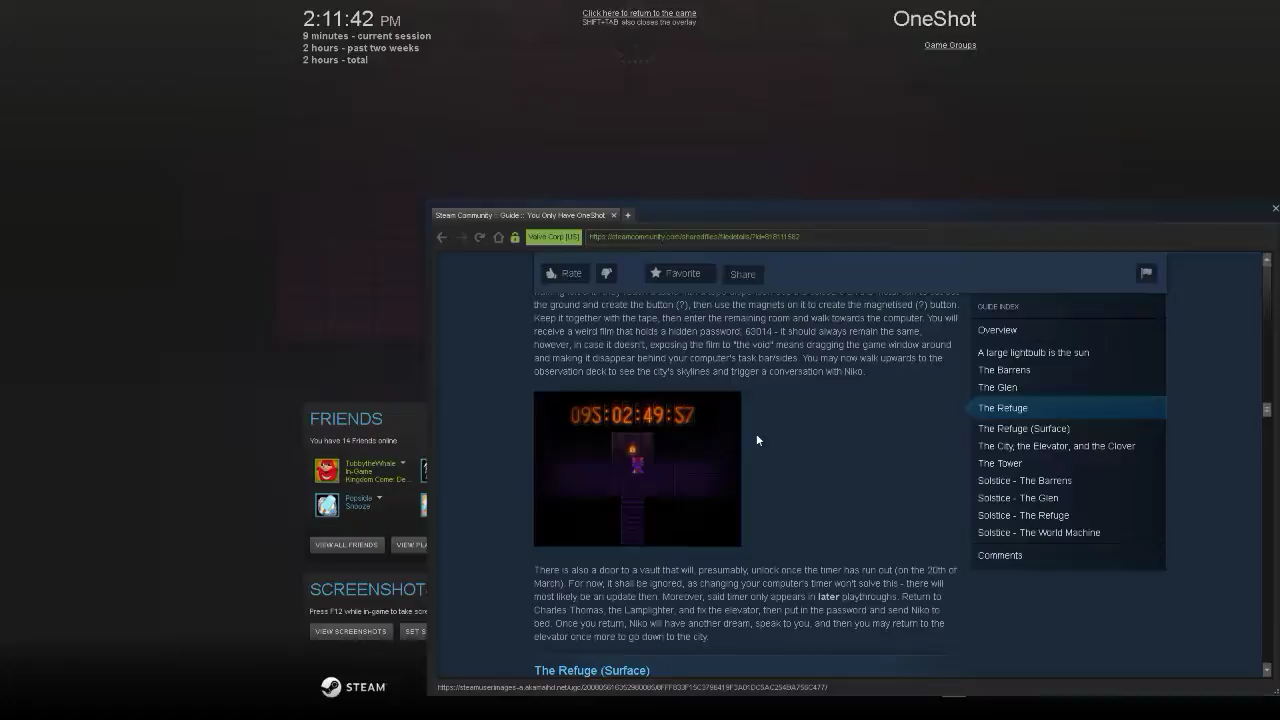 2:11:42 PM
9 minutes - current session
2 hours - past two weeks
2 hours - total
Click here to return to the game
SHIFT+TAB also closes the overlay
OneShot
Game Groups
Steam Community :: Guide :: You Only Have OneShot
Valve Corp [US]
Rate
Favorite
Share
the ground and create the button (?), then use the magnets on it to create the magnetised (?) button.
Keep it together with the tape, then enter the remaining room and walk towards the computer. You will
receive a weird film that holds a hidden password, 63014 - it should always remain the same,
however, in case it doesn't, exposing the film to "the void" means dragging the game window around
and making it disappear behind your computer's task bar/sides. You may now walk upwards to the
observation deck to see the city's skylines and trigger a conversation with Niko.
095:02:49:57
There is also a door to a vault that will, presumably, unlock once the timer has run out (on the 20th of
March). For now, it shall be ignored, as changing your computer's timer won't solve this - there will
most likely be an update then. Moreover, said timer only appears in later playthroughs. Return to
Charles Thomas, the Lamplighter, and fix the elevator, then put in the password and send Niko to
bed. Once you return, Niko will have another dream, speak to you, and then you may return to the
elevator once more to go down to the city.
The Refuge (Surface)
GUIDE INDEX
Overview
A large lightbulb is the sun
The Barrens
The Glen
The Refuge
The Refuge (Surface)
The City, the Elevator, and the Clover
The Tower
Solstice - The Barrens
Solstice - The Glen
Solstice - The Refuge
Solstice - The World Machine
Comments
FRIENDS
You have 14 Friends online
TubbytheWhale
In-Game
Kingdom Come: De...
Popsicle
Snooze
VIEW ALL FRIENDS
VIEW PL
SCREENSHOT
Press F12 while in-game to take scre
VIEW SCREENSHOTS
SET S
STEAM